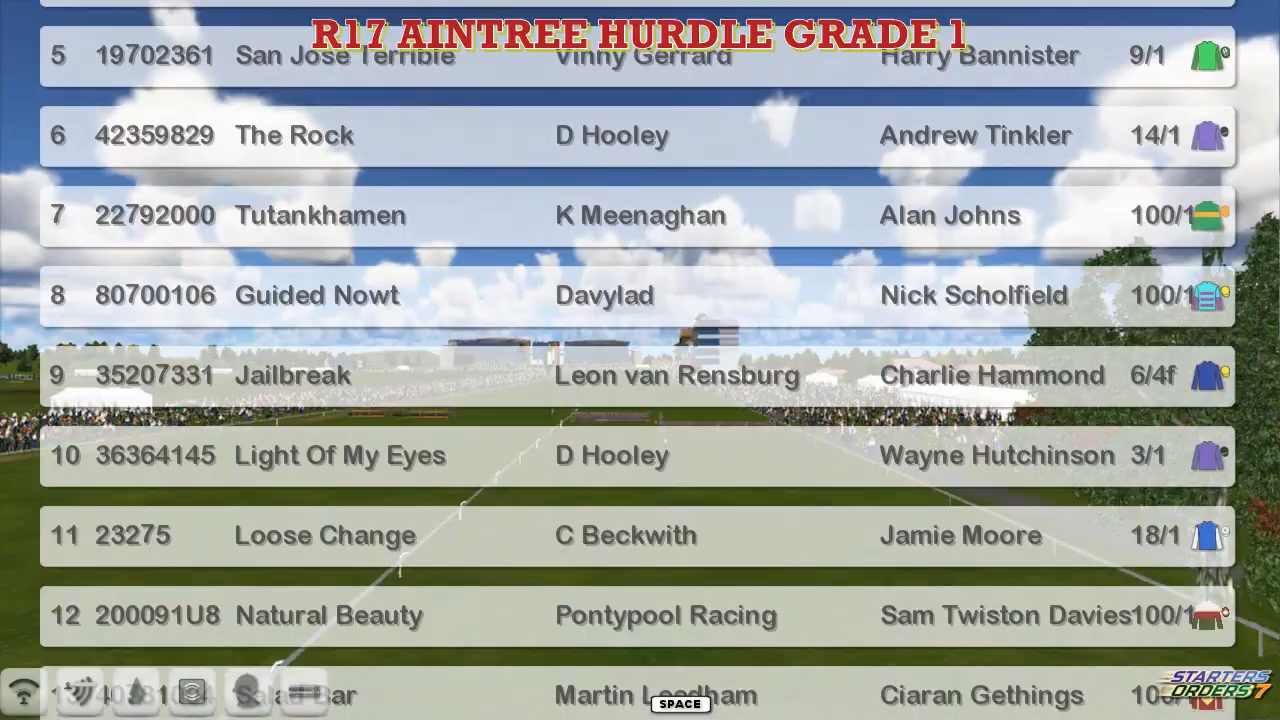 R17 AINTREE HURDLE GRADE 1
5 19702361 San Jose Terrible Vinny Gerrard Harry Bannister 9/1
6 42359829 The Rock D Hooley Andrew Tinkler 14/1
7 22792000 Tutankhamen K Meenaghan Alan Johns 100/1
8 80700106 Guided Nowt Davylad Nick Scholfield 100/1
9 35207331 Jailbreak Leon van Rensburg Charlie Hammond 6/4f
10 36364145 Light Of My Eyes D Hooley Wayne Hutchinson 3/1
11 23275 Loose Change C Beckwith Jamie Moore 18/1
12 200091U8 Natural Beauty Pontypool Racing Sam Twiston Davies 100/1
Salad Bar Martin Leedham Ciaran Gethings
SPACE
STARTERS ORDERS 7